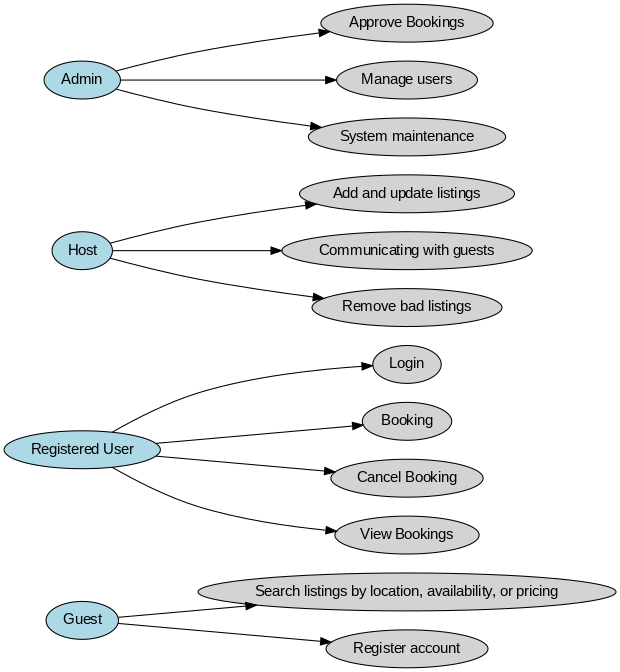 Approve Bookings
Admin
Manage users
System maintenance
Add and update listings
Host
Communicating with guests
Remove bad listings
Login
Booking
Registered User
Cancel Booking
View Bookings
Search listings by location, availability, or pricing
Guest
Register account